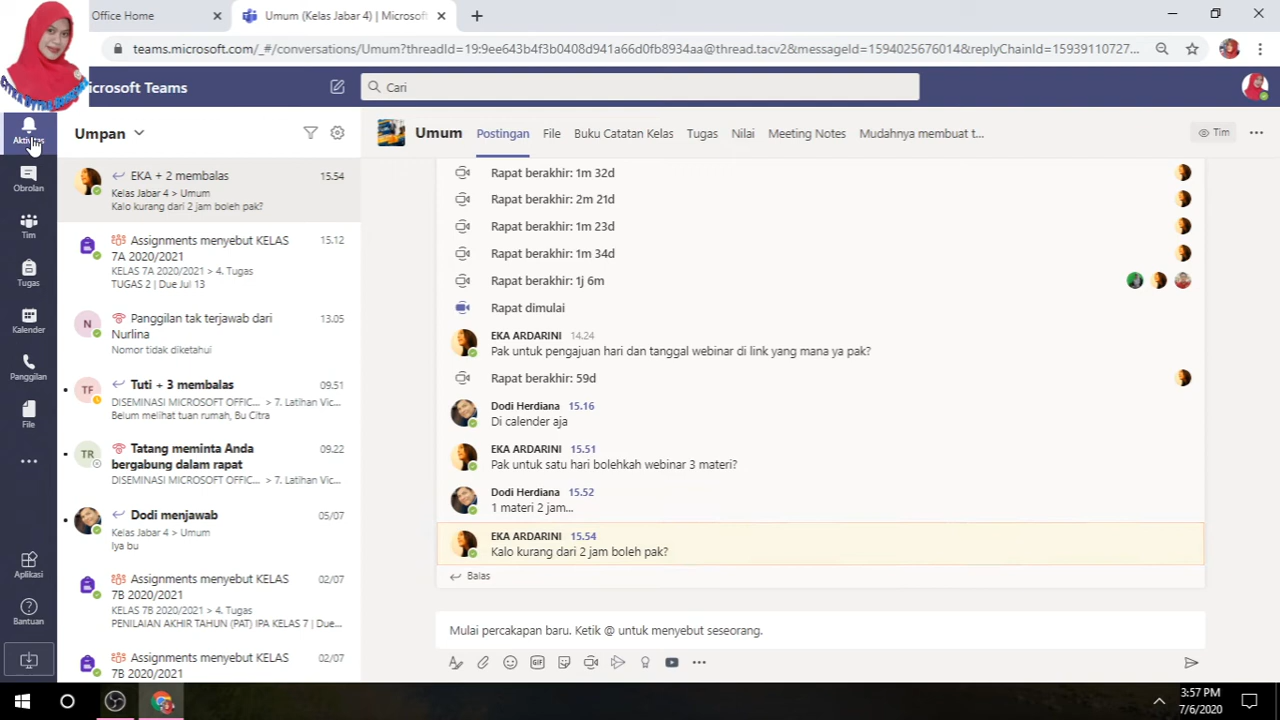 Office Home
Umum (Kelas Jabar 4) | Microsoft
teams.microsoft.com/_#/conversations/Umum?threadId=19:9ee643b4f3b0408d941a66d0fb8934aa@thread.tacv2&messageId=1594025676014&replyChainId=15939110727...
icrosoft Teams
Cari
Umpan
Umum
Postingan
File
Buku Catatan Kelas
Tugas
Nilai
Meeting Notes
Mudahnya membuat t...
Tim
Obrolan
Tim
Tugas
Kalender
Panggilan
File
Aplikasi
Bantuan
EKA + 2 membalas 15.54
Kelas Jabar 4 > Umum
Kalo kurang dari 2 jam boleh pak?
Assignments menyebut KELAS 15.12
7A 2020/2021
KELAS 7A 2020/2021 > 4. Tugas
TUGAS 2 | Due Jul 13
N
Panggilan tak terjawab dari 13.05
Nurlina
Nomor tidak diketahui
TF
Tuti + 3 membalas 09.51
DISEMINASI MICROSOFT OFFIC... > 7. Latihan Vic...
Belum melihat tuan rumah, Bu Citra
TR
Tatang meminta Anda 09.22
bergabung dalam rapat
DISEMINASI MICROSOFT OFFIC... > 7. Latihan Vic...
Dodi menjawab 05/07
Kelas Jabar 4 > Umum
Iya bu
Assignments menyebut KELAS 02/07
7B 2020/2021
KELAS 7B 2020/2021 > 4. Tugas
PENILAIAN AKHIR TAHUN (PAT) IPA KELAS 7 | Due...
Assignments menyebut KELAS 02/07
7B 2020/2021
Rapat berakhir: 1m 32d
Rapat berakhir: 2m 21d
Rapat berakhir: 1m 23d
Rapat berakhir: 1m 34d
Rapat berakhir: 1j 6m
Rapat dimulai
EKA ARDARINI 14.24
Pak untuk pengajuan hari dan tanggal webinar di link yang mana ya pak?
Rapat berakhir: 59d
Dodi Herdiana 15.16
Di calender aja
EKA ARDARINI 15.51
Pak untuk satu hari bolehkah webinar 3 materi?
Dodi Herdiana 15.52
1 materi 2 jam...
EKA ARDARINI 15.54
Kalo kurang dari 2 jam boleh pak?
Balas
Mulai percakapan baru. Ketik @ untuk menyebut seseorang.
GIF
3:57 PM
7/6/2020